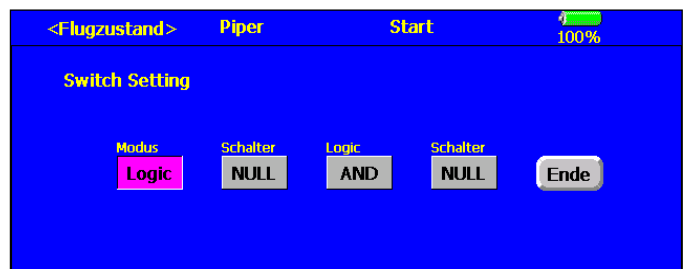 <Flugzustand> Piper Start 100%
Switch Setting
Modus Schalter Logic Schalter
Logic NULL AND NULL Ende